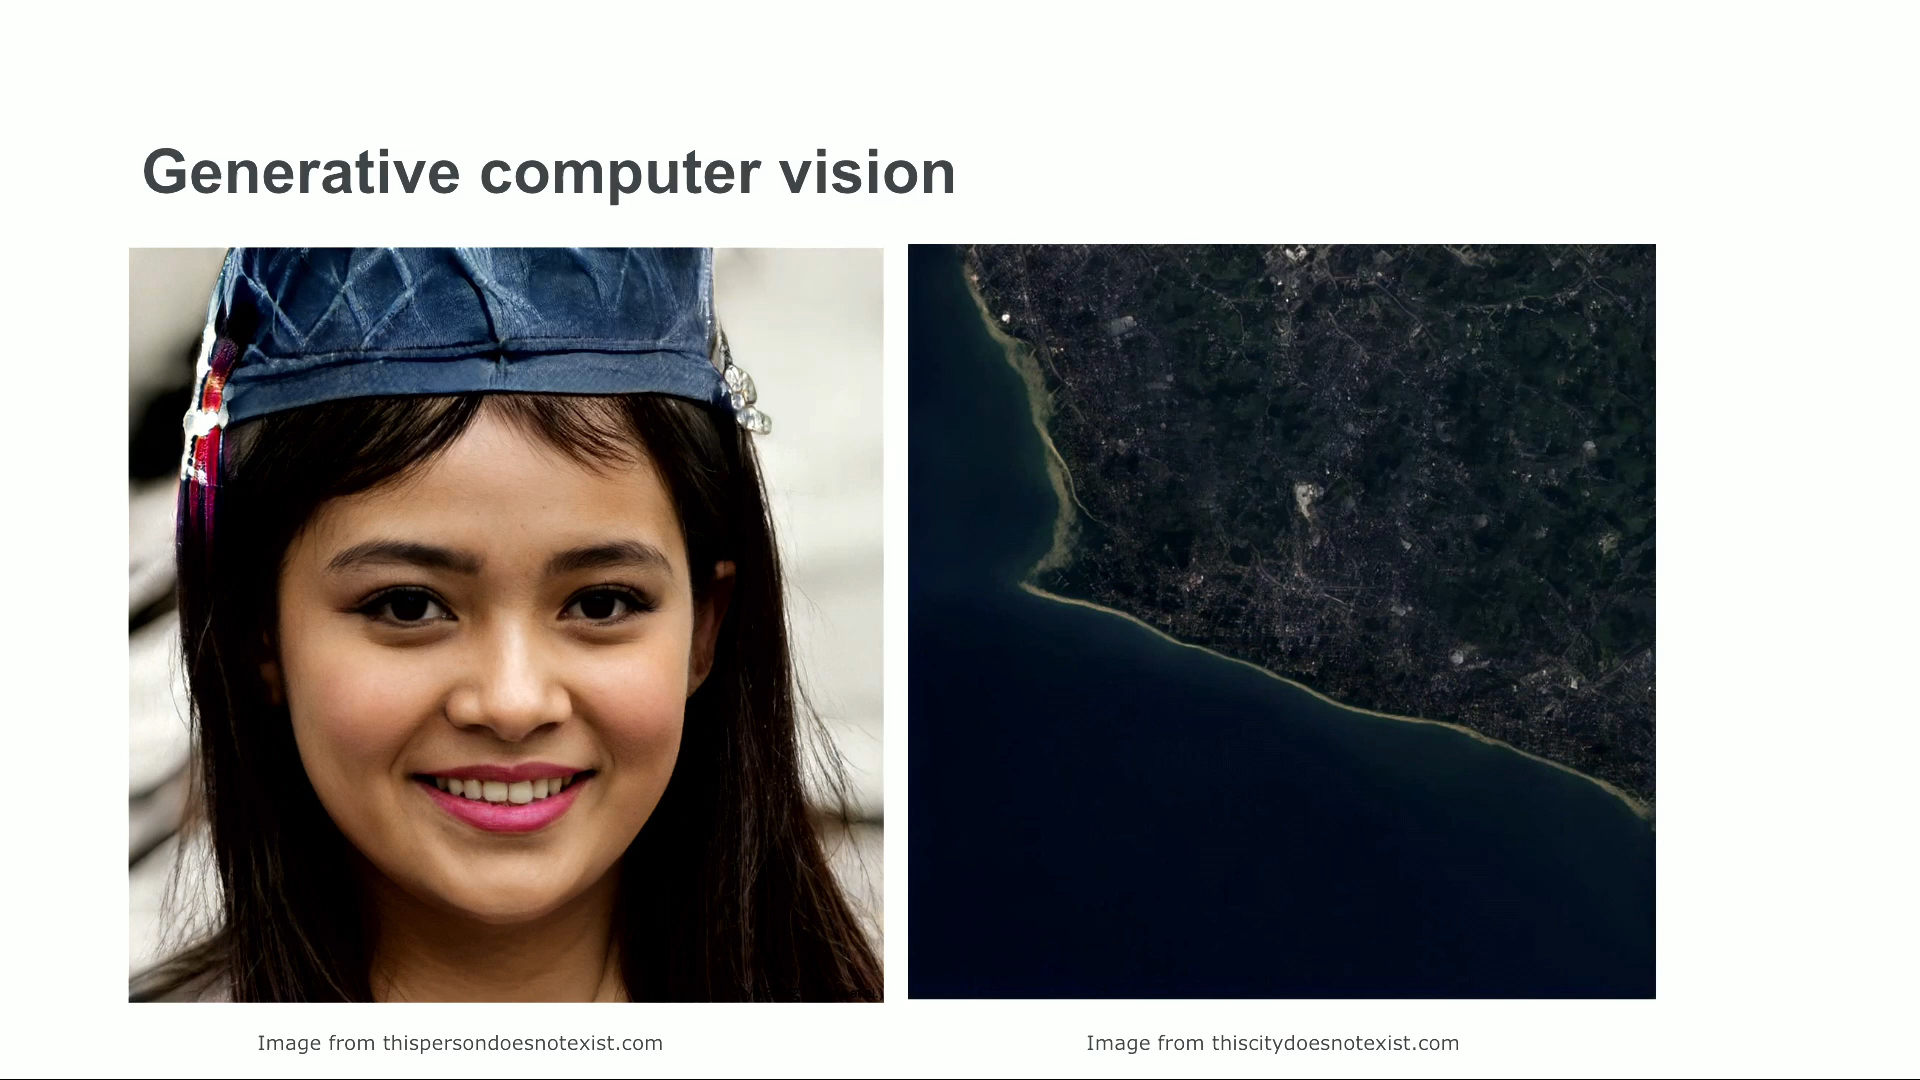 Generative computer vision
Image from thispersondoesnotexist.com
Image from thiscitydoesnotexist.com